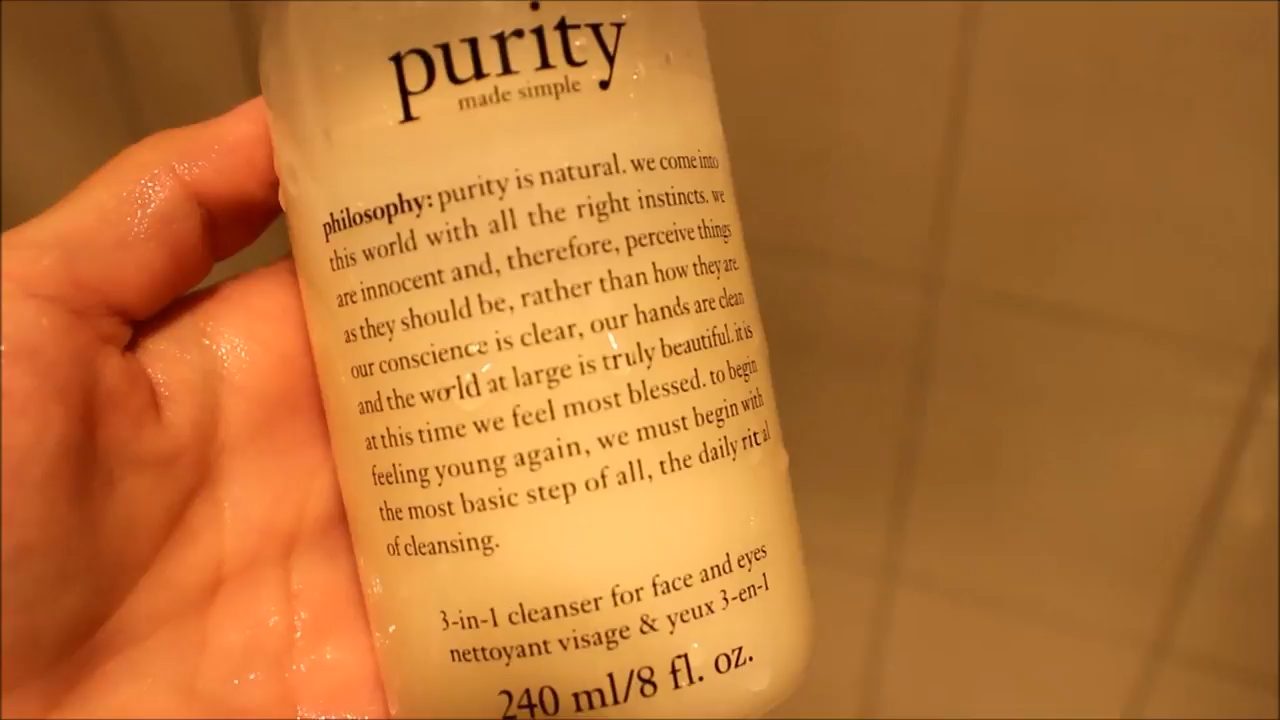 purity
made simple
philosophy: purity is natural. we come into
this world with all the right instincts. we
are innocent and, therefore, perceive things
as they should be, rather than how they are.
our conscience is clear, our hands are clean
and the world at large is truly beautiful. it is
at this time we feel most blessed. to begin
feeling young again, we must begin with
the most basic step of all, the daily ritual
of cleansing.
3-in-1 cleanser for face and eyes
nettoyant visage & yeux 3-en-1
240 ml/8 fl. oz.